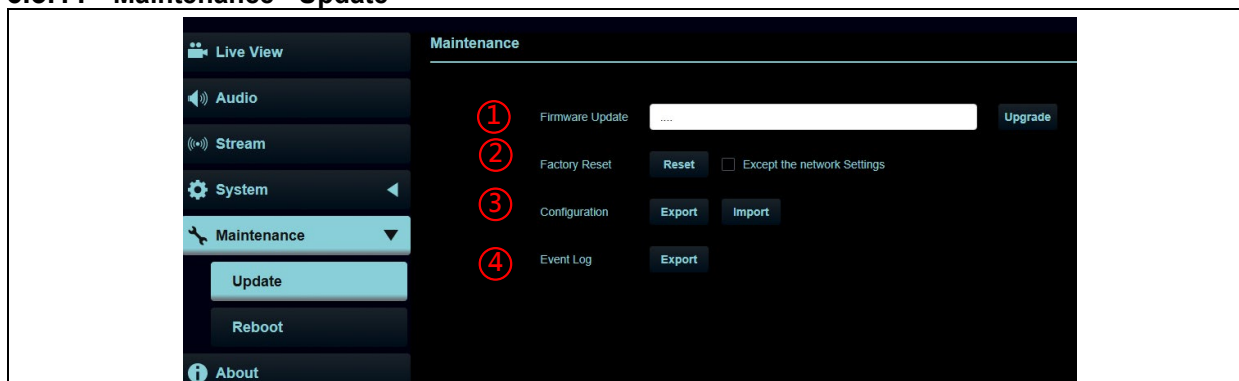 Maintenance - Update
Live View
Audio
Stream
System
Maintenance
Update
Reboot
About
Maintenance
① Firmware Update .... Upgrade
② Factory Reset Reset Except the network Settings
③ Configuration Export Import
④ Event Log Export